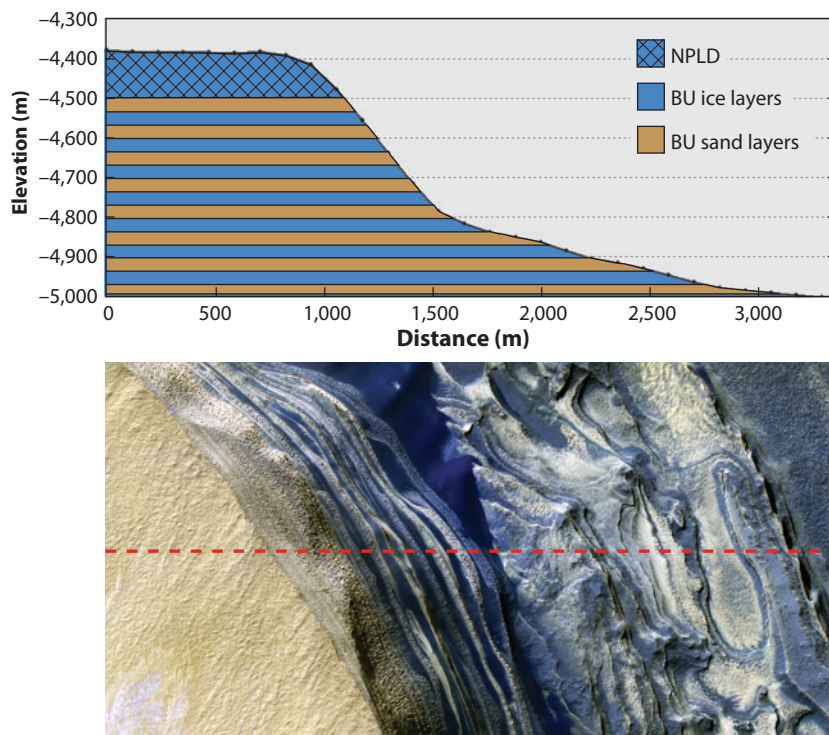 −4,300
−4,400
−4,500
−4,600
−4,700
−4,800
−4,900
−5,000
Elevation (m)
NPLD
BU ice layers
BU sand layers
0 500 1,000 1,500 2,000 2,500 3,000
Distance (m)